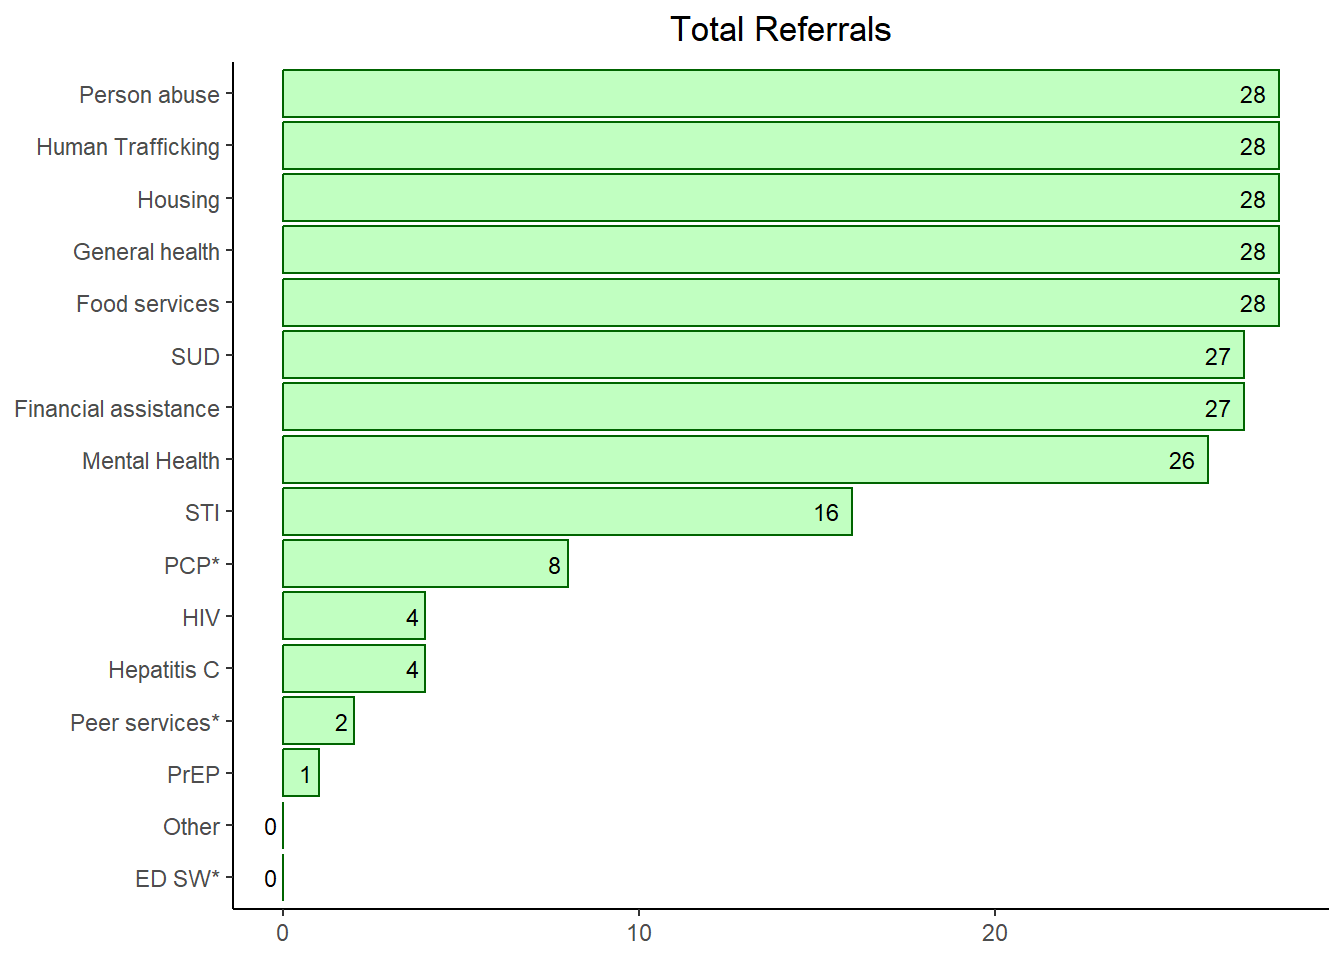 Total Referrals
Person abuse 28
Human Trafficking 28
Housing 28
General health 28
Food services 28
SUD 27
Financial assistance 27
Mental Health 26
STI 16
PCP* 8
HIV 4
Hepatitis C 4
Peer services* 2
PrEP 1
Other 0
ED SW* 0
0 10 20